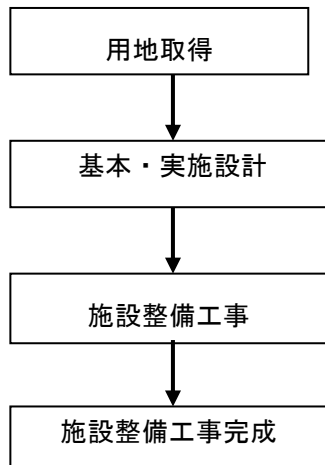 用地取得
基本・実施設計
施設整備工事
施設整備工事完成